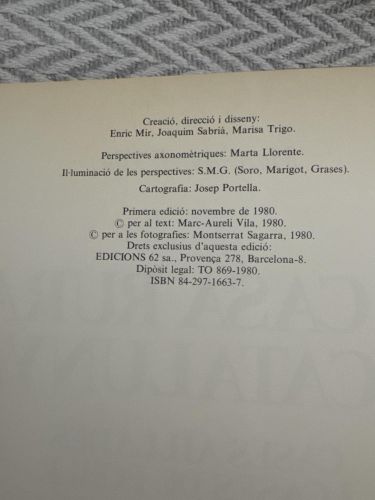 Creació, direcció i disseny:
Enric Mir, Joaquim Sabrià, Marisa Trigo.
Perspectives axonomètriques: Marta Llorente.
Il·luminació de les perspectives: S.M.G. (Soro, Marigot, Grases).
Cartografia: Josep Portella.
Primera edició: novembre de 1980.
© per al text: Marc-Aureli Vila, 1980.
© per a les fotografies: Montserrat Sagarra, 1980.
Drets exclusius d'aquesta edició:
EDICIONS 62 sa., Provença 278, Barcelona-8.
Dipòsit legal: TO 869-1980.
ISBN 84-297-1663-7.